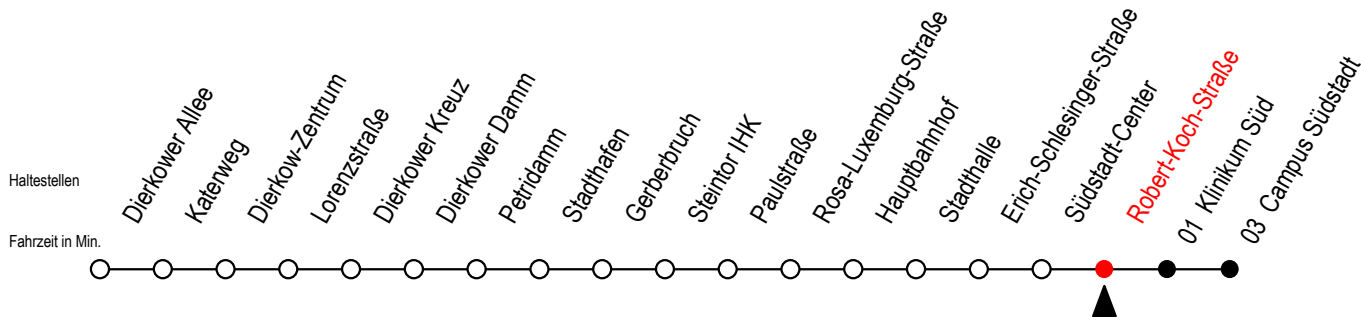 Haltestellen
Fahrzeit in Min.
Dierkower Allee
Katerweg
Dierkow-Zentrum
Lorenzstraße
Dierkower Kreuz
Dierkower Damm
Petridamm
Stadthafen
Gerberbruch
Steintor IHK
Paulstraße
Rosa-Luxemburg-Straße
Hauptbahnhof
Stadthalle
Erich-Schlesinger-Straße
Südstadt-Center
Robert-Koch-Straße
01 Klinikum Süd
03 Campus Südstadt